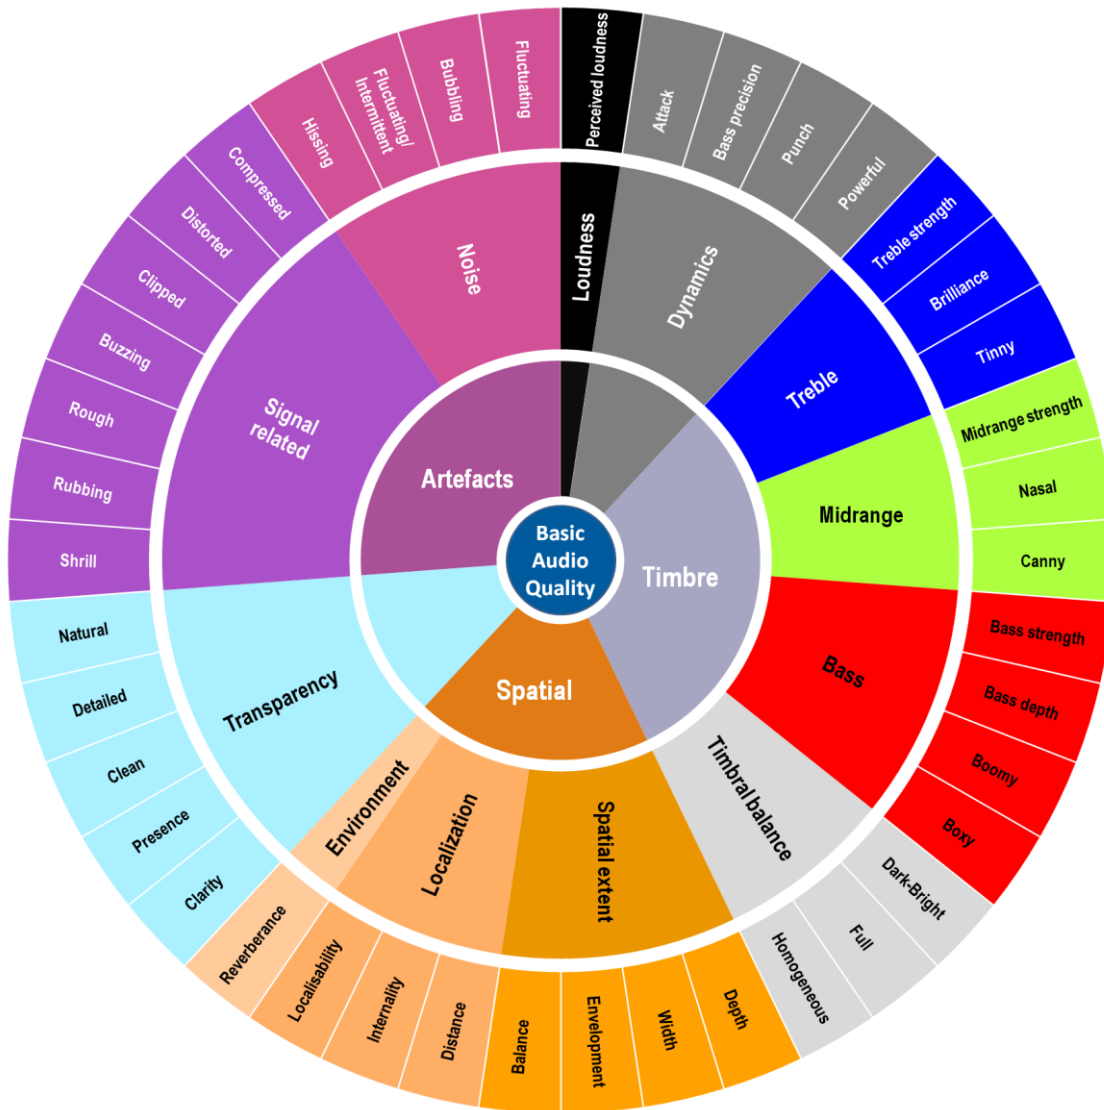 Basic
Audio
Quality
Artefacts
Timbre
Spatial
Loudness
Dynamics
Treble
Midrange
Bass
Timbral balance
Spatial extent
Localization
Environment
Transparency
Signal
related
Noise
Perceived loudness
Attack
Bass precision
Punch
Powerful
Treble strength
Brilliance
Tinny
Midrange strength
Nasal
Canny
Bass strength
Bass depth
Boomy
Boxy
Dark-Bright
Full
Homogeneous
Depth
Width
Envelopment
Balance
Distance
Internality
Localisability
Reverberance
Clarity
Presence
Clean
Detailed
Natural
Shrill
Rubbing
Rough
Buzzing
Clipped
Distorted
Compressed
Hissing
Fluctuating/
Intermittent
Bubbling
Fluctuating